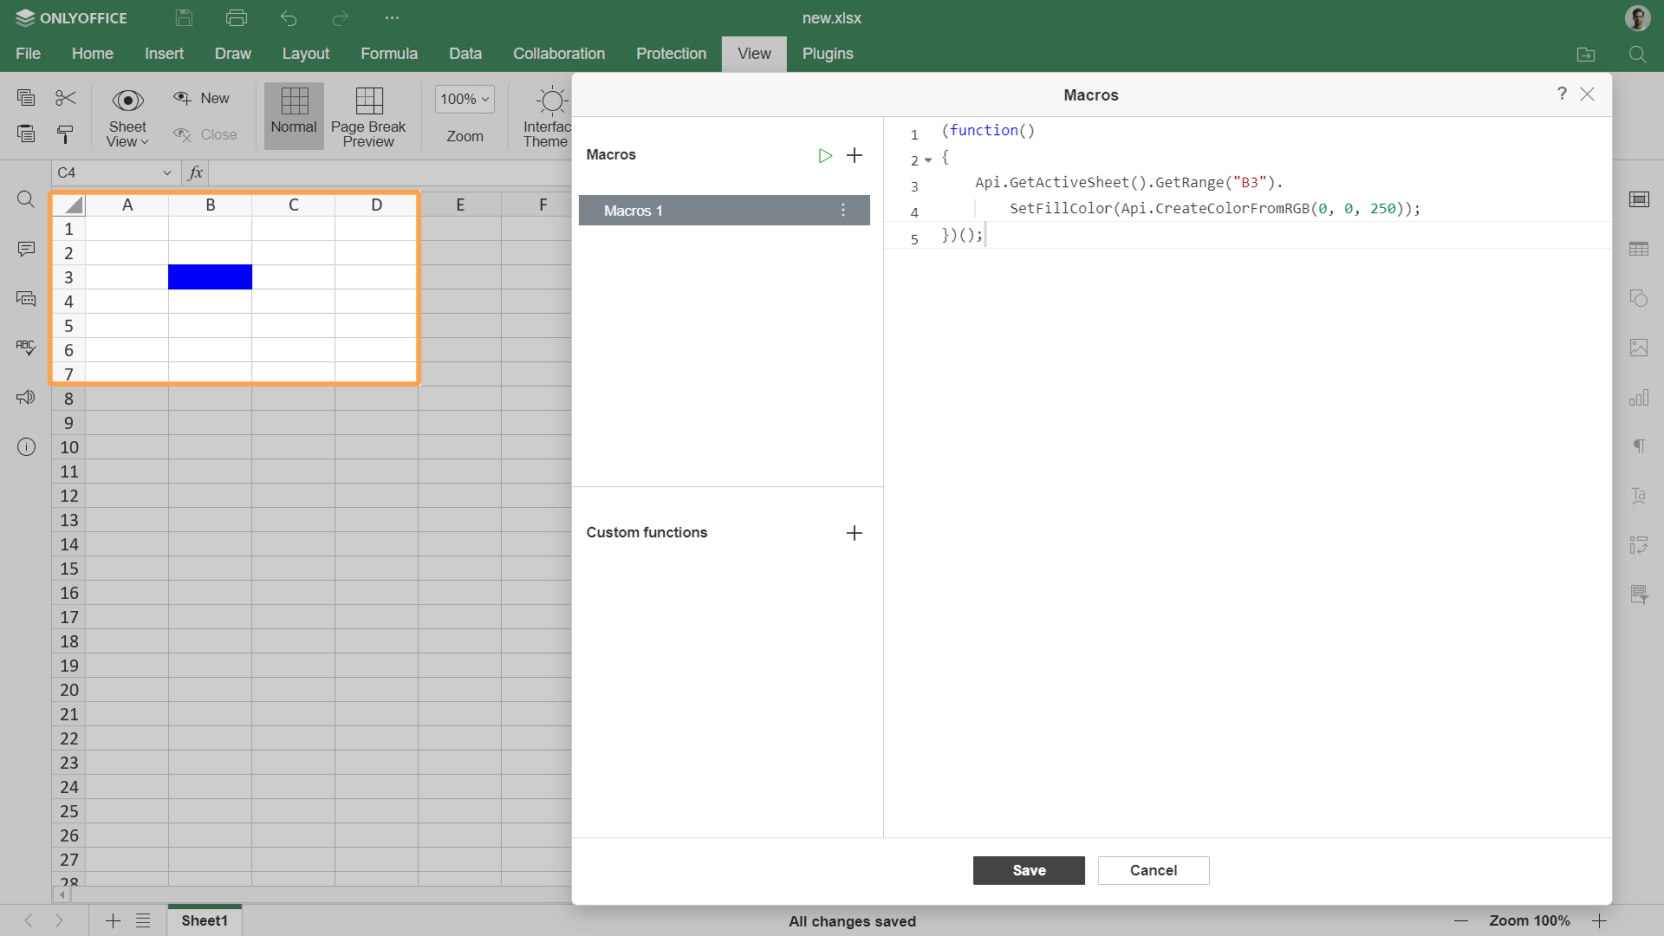 ONLYOFFICE
new.xlsx
File Home Insert Draw Layout Formula Data Collaboration Protection View Plugins
Sheet
View
New
Close
Normal
Page Break
Preview
100%
Zoom
Interfac
Theme
C4
fx
A B C D E F
1
2
3
4
5
6
7
8
9
10
11
12
13
14
15
16
17
18
19
20
21
22
23
24
25
26
27
28
ABC
Macros
?
Macros
Macros 1
Custom functions
1 (function()
2 {
3 Api.GetActiveSheet().GetRange("B3").
4 SetFillColor(Api.CreateColorFromRGB(0, 0, 250));
5 })();
Save
Cancel
Ta
Sheet1
All changes saved
Zoom 100%